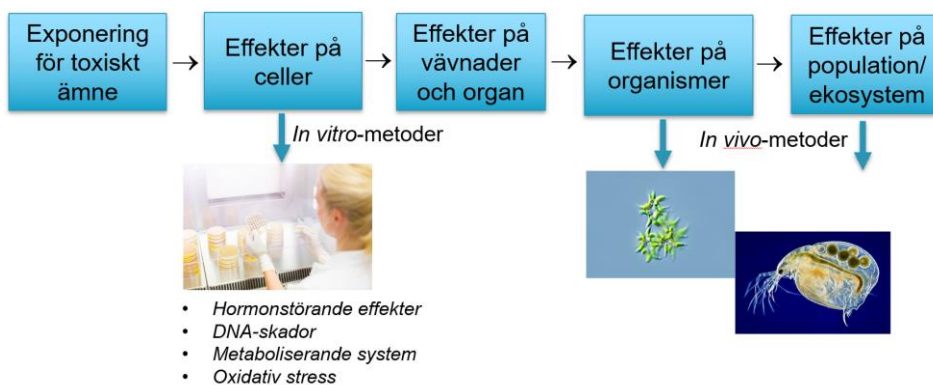 Exponering
för toxiskt
ämne
→
Effekter på
celler
→
Effekter på
vävnader
och organ
→
Effekter på
organismer
→
Effekter på
population/
ekosystem
In vitro-metoder
In vivo-metoder
• Hormonstörande effekter
• DNA-skador
• Metaboliserande system
• Oxidativ stress